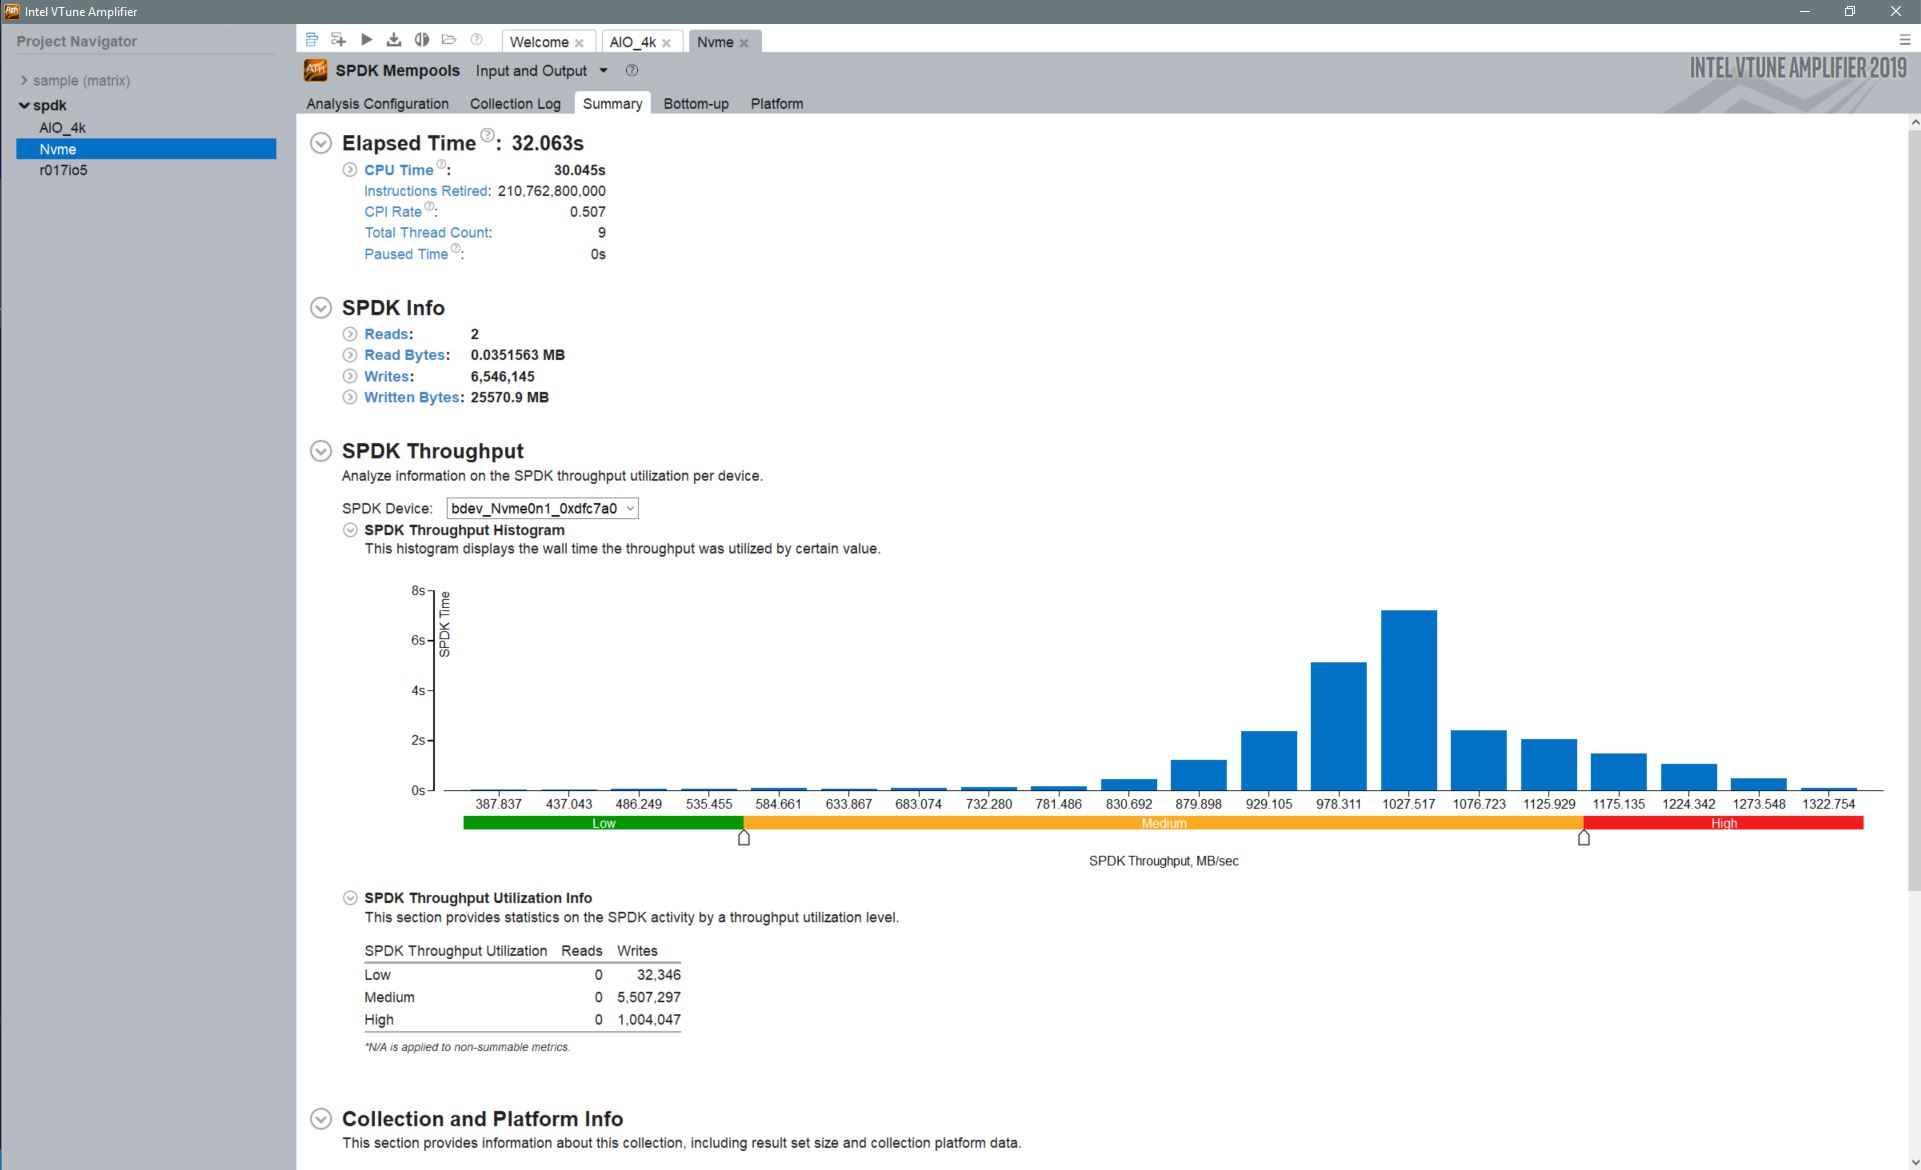 Intel VTune Amplifier
Project Navigator
sample (matrix)
spdk
AIO_4k
Nvme
r017io5
Welcome
AIO_4k
Nvme
SPDK Mempools Input and Output
INTEL VTUNE AMPLIFIER 2019
Analysis Configuration Collection Log Summary Bottom-up Platform
Elapsed Time ? : 32.063s
CPU Time ? : 30.045s
Instructions Retired: 210,762,800,000
CPI Rate ? : 0.507
Total Thread Count: 9
Paused Time ? : 0s
SPDK Info
Reads: 2
Read Bytes: 0.0351563 MB
Writes: 6,546,145
Written Bytes: 25570.9 MB
SPDK Throughput
Analyze information on the SPDK throughput utilization per device.
SPDK Device: bdev_Nvme0n1_0xdfc7a0
SPDK Throughput Histogram
This histogram displays the wall time the throughput was utilized by certain value.
8s
6s
4s
2s
0s
SPDK Time
387.837 437.043 486.249 535.455 584.661 633.867 683.074 732.280 781.486 830.692 879.898 929.105 978.311 1027.517 1076.723 1125.929 1175.135 1224.342 1273.548 1322.754
Low Medium High
SPDK Throughput, MB/sec
SPDK Throughput Utilization Info
This section provides statistics on the SPDK activity by a throughput utilization level.
SPDK Throughput Utilization Reads Writes
Low 0 32,346
Medium 0 5,507,297
High 0 1,004,047
*N/A is applied to non-summable metrics.
Collection and Platform Info
This section provides information about this collection, including result set size and collection platform data.